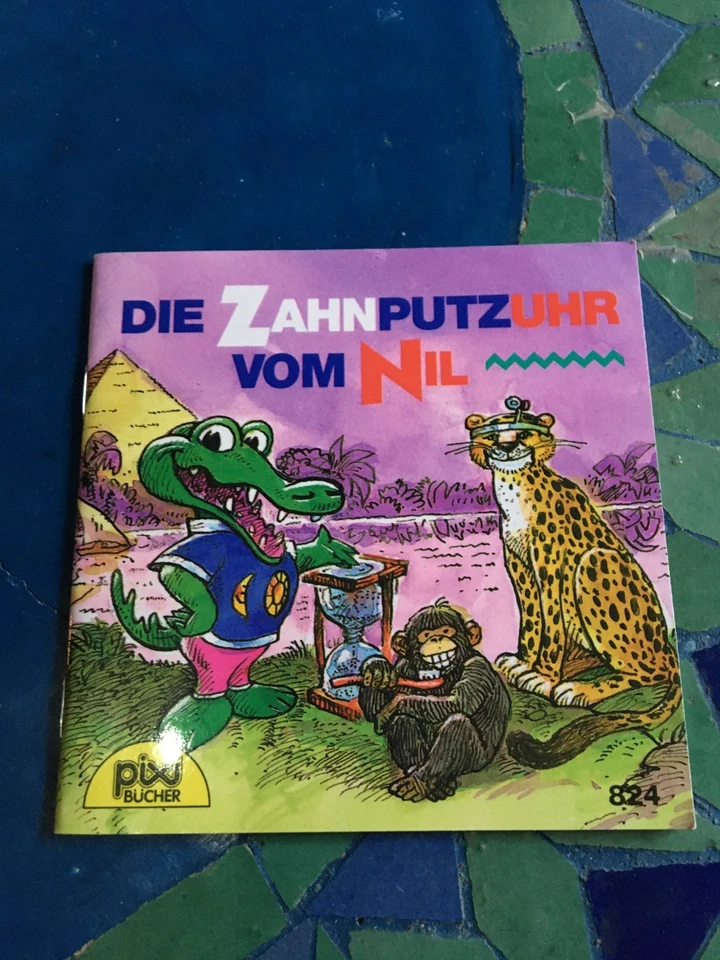 DIE ZAHNPUTZUHR
VOM NIL
pixi
BÜCHER
824